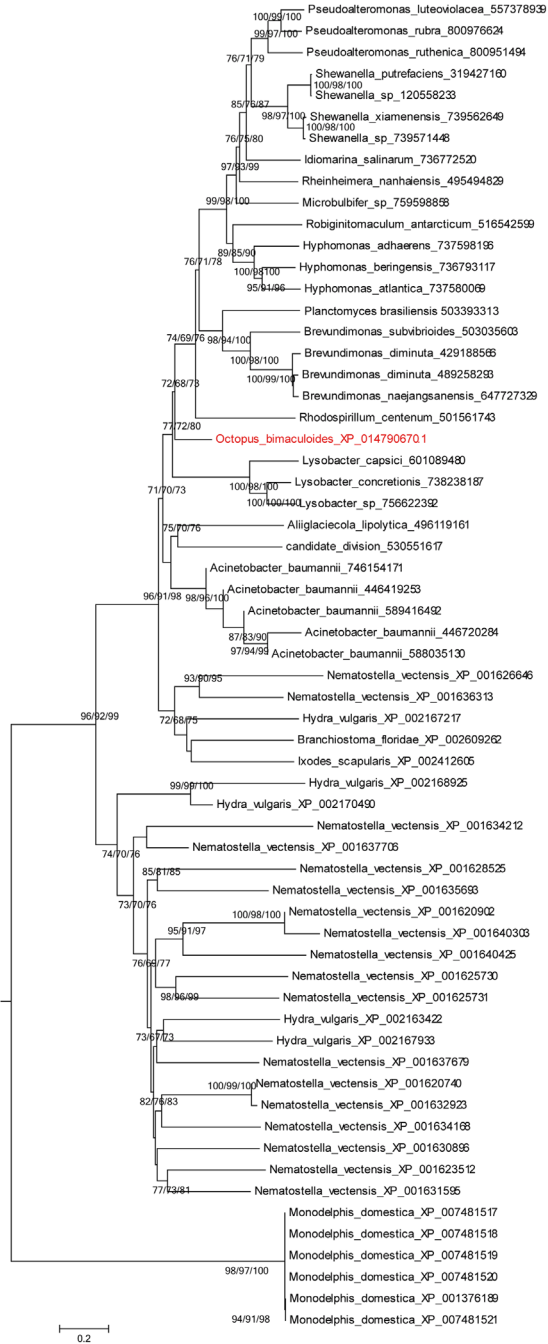 Pseudoalteromonas_luteoviolacea_557378939
100/99/100
Pseudoalteromonas_rubra_800976624
99/97/100
Pseudoalteromonas_ruthenica_800951494
76/71/79
Shewanella_putrefaciens_319427160
100/98/100
Shewanella_sp_120558233
85/76/87
98/97/100
Shewanella_xiamenensis_739562649
100/98/100
Shewanella_sp_739571448
76/75/80
Idiomarina_salinarum_736772520
97/93/99
Rheinheimera_nanhaiensis_495494829
99/98/100
Microbulbifer_sp_759598858
Robiginitomaculum_antarcticum_516542599
89/85/90
Hyphomonas_adhaerens_737598196
76/71/78
100/98/100
Hyphomonas_beringensis_736793117
95/91/96
Hyphomonas_atlantica_737580069
Planctomyces brasiliensis 503393313
74/69/76
98/94/100
Brevundimonas_subvibrioides_503035603
100/98/100
Brevundimonas_diminuta_429188566
72/68/73
100/99/100
Brevundimonas_diminuta_489258293
Brevundimonas_naejangsanensis_647727329
Rhodospirillum_centenum_501561743
77/72/80
Octopus_bimaculoides_XP_014790670.1
Lysobacter_capsici_601089480
71/70/73
100/98/100
Lysobacter_concretionis_738238187
100/100/100
Lysobacter_sp_756622392
75/70/76
Aliiglaciecola_lipolytica_496119161
candidate_division_530551617
Acinetobacter_baumannii_746154171
96/91/98
98/96/100
Acinetobacter_baumannii_446419253
Acinetobacter_baumannii_589416492
87/83/90
Acinetobacter_baumannii_446720284
97/94/99
Acinetobacter_baumannii_588035130
93/90/95
Nematostella_vectensis_XP_001626646
Nematostella_vectensis_XP_001636313
96/92/99
72/68/75
Hydra_vulgaris_XP_002167217
Branchiostoma_floridae_XP_002609262
Ixodes_scapularis_XP_002412605
99/99/100
Hydra_vulgaris_XP_002168925
Hydra_vulgaris_XP_002170490
Nematostella_vectensis_XP_001634212
74/70/76
Nematostella_vectensis_XP_001637706
85/81/85
Nematostella_vectensis_XP_001628525
73/70/76
Nematostella_vectensis_XP_001635693
100/98/100
Nematostella_vectensis_XP_001620902
95/91/97
Nematostella_vectensis_XP_001640303
76/69/77
Nematostella_vectensis_XP_001640425
Nematostella_vectensis_XP_001625730
98/96/99
Nematostella_vectensis_XP_001625731
Hydra_vulgaris_XP_002163422
73/67/73
Hydra_vulgaris_XP_002167933
Nematostella_vectensis_XP_001637679
100/99/100
Nematostella_vectensis_XP_001620740
82/76/83
Nematostella_vectensis_XP_001632923
Nematostella_vectensis_XP_001634168
Nematostella_vectensis_XP_001630896
Nematostella_vectensis_XP_001623512
77/73/81
Nematostella_vectensis_XP_001631595
Monodelphis_domestica_XP_007481517
Monodelphis_domestica_XP_007481518
Monodelphis_domestica_XP_007481519
98/97/100
Monodelphis_domestica_XP_007481520
Monodelphis_domestica_XP_001376189
94/91/98
Monodelphis_domestica_XP_007481521
0.2